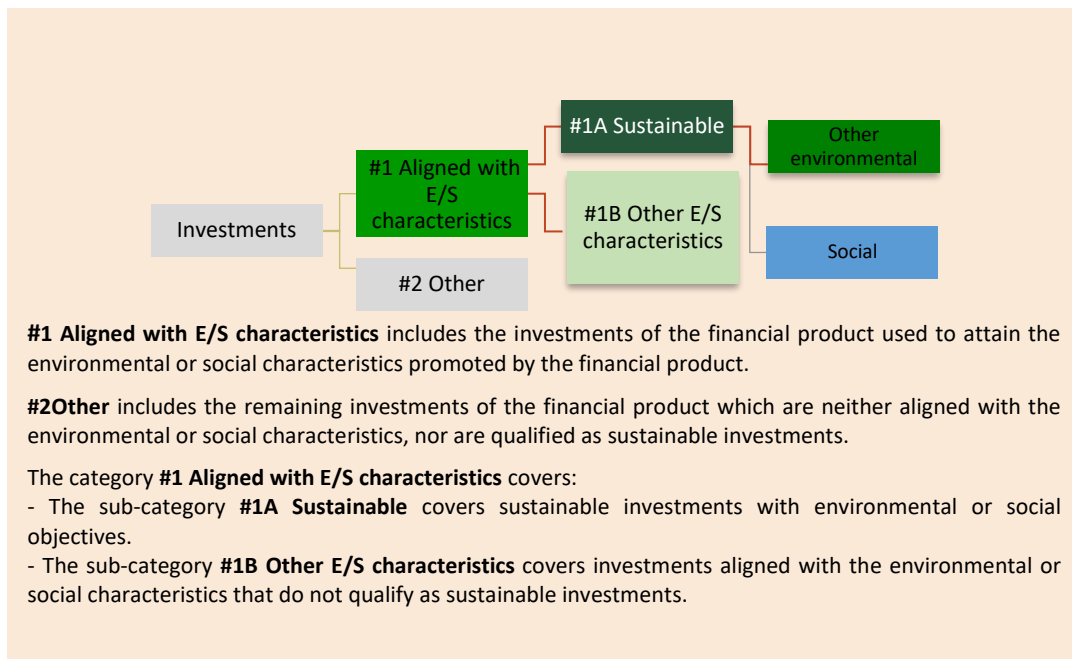 #1A Sustainable
Other
environmental
#1 Aligned with
E/S
characteristics
#1B Other E/S
characteristics
Investments
Social
#2 Other
#1 Aligned with E/S characteristics includes the investments of the financial product used to attain the
environmental or social characteristics promoted by the financial product.
#2Other includes the remaining investments of the financial product which are neither aligned with the
environmental or social characteristics, nor are qualified as sustainable investments.
The category #1 Aligned with E/S characteristics covers:
- The sub-category #1A Sustainable covers sustainable investments with environmental or social
objectives.
- The sub-category #1B Other E/S characteristics covers investments aligned with the environmental or
social characteristics that do not qualify as sustainable investments.